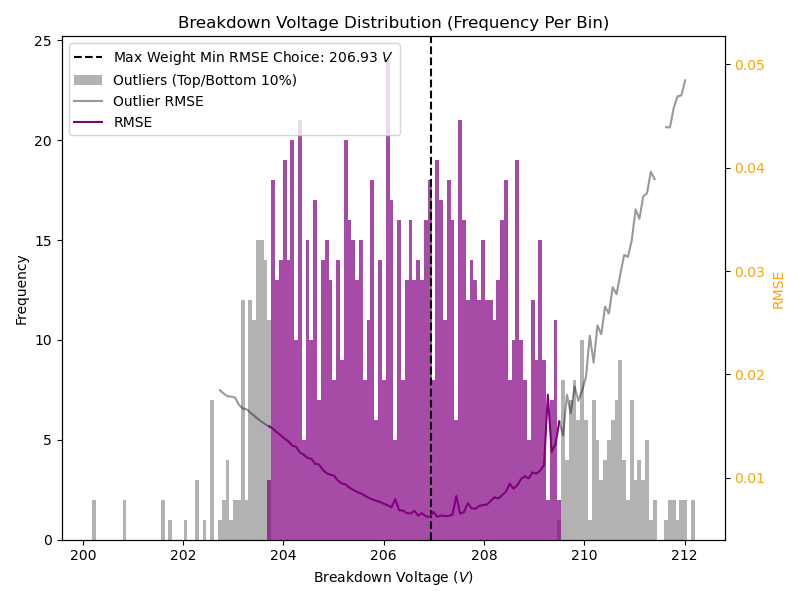 Breakdown Voltage Distribution (Frequency Per Bin)
Max Weight Min RMSE Choice: 206.93 V
Outliers (Top/Bottom 10%)
Outlier RMSE
RMSE
Frequency
25
20
15
10
5
0
200
202
204
206
208
210
212
Breakdown Voltage (V)
0.05
0.04
0.03
0.02
0.01
RMSE